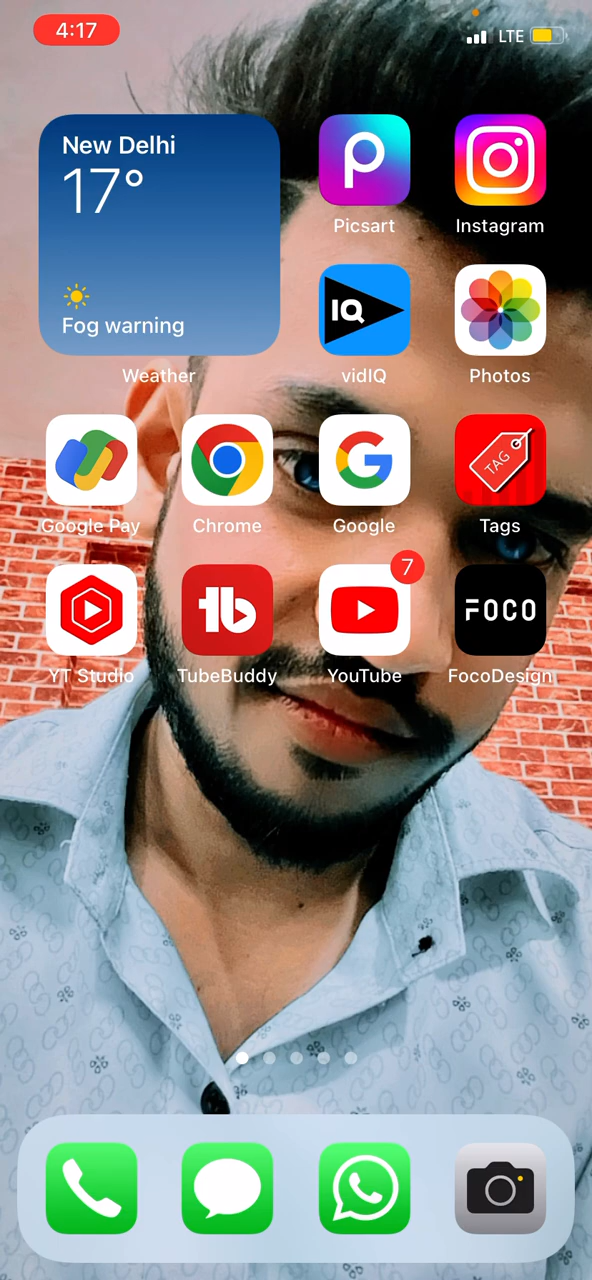 4:17
LTE
New Delhi
17°
Fog warning
Weather
Picsart
Instagram
IQ
vidIQ
Photos
Google Pay
Chrome
G
Google
TAG
Tags
YT Studio
tb
TubeBuddy
7
YouTube
FOCO
FocoDesign